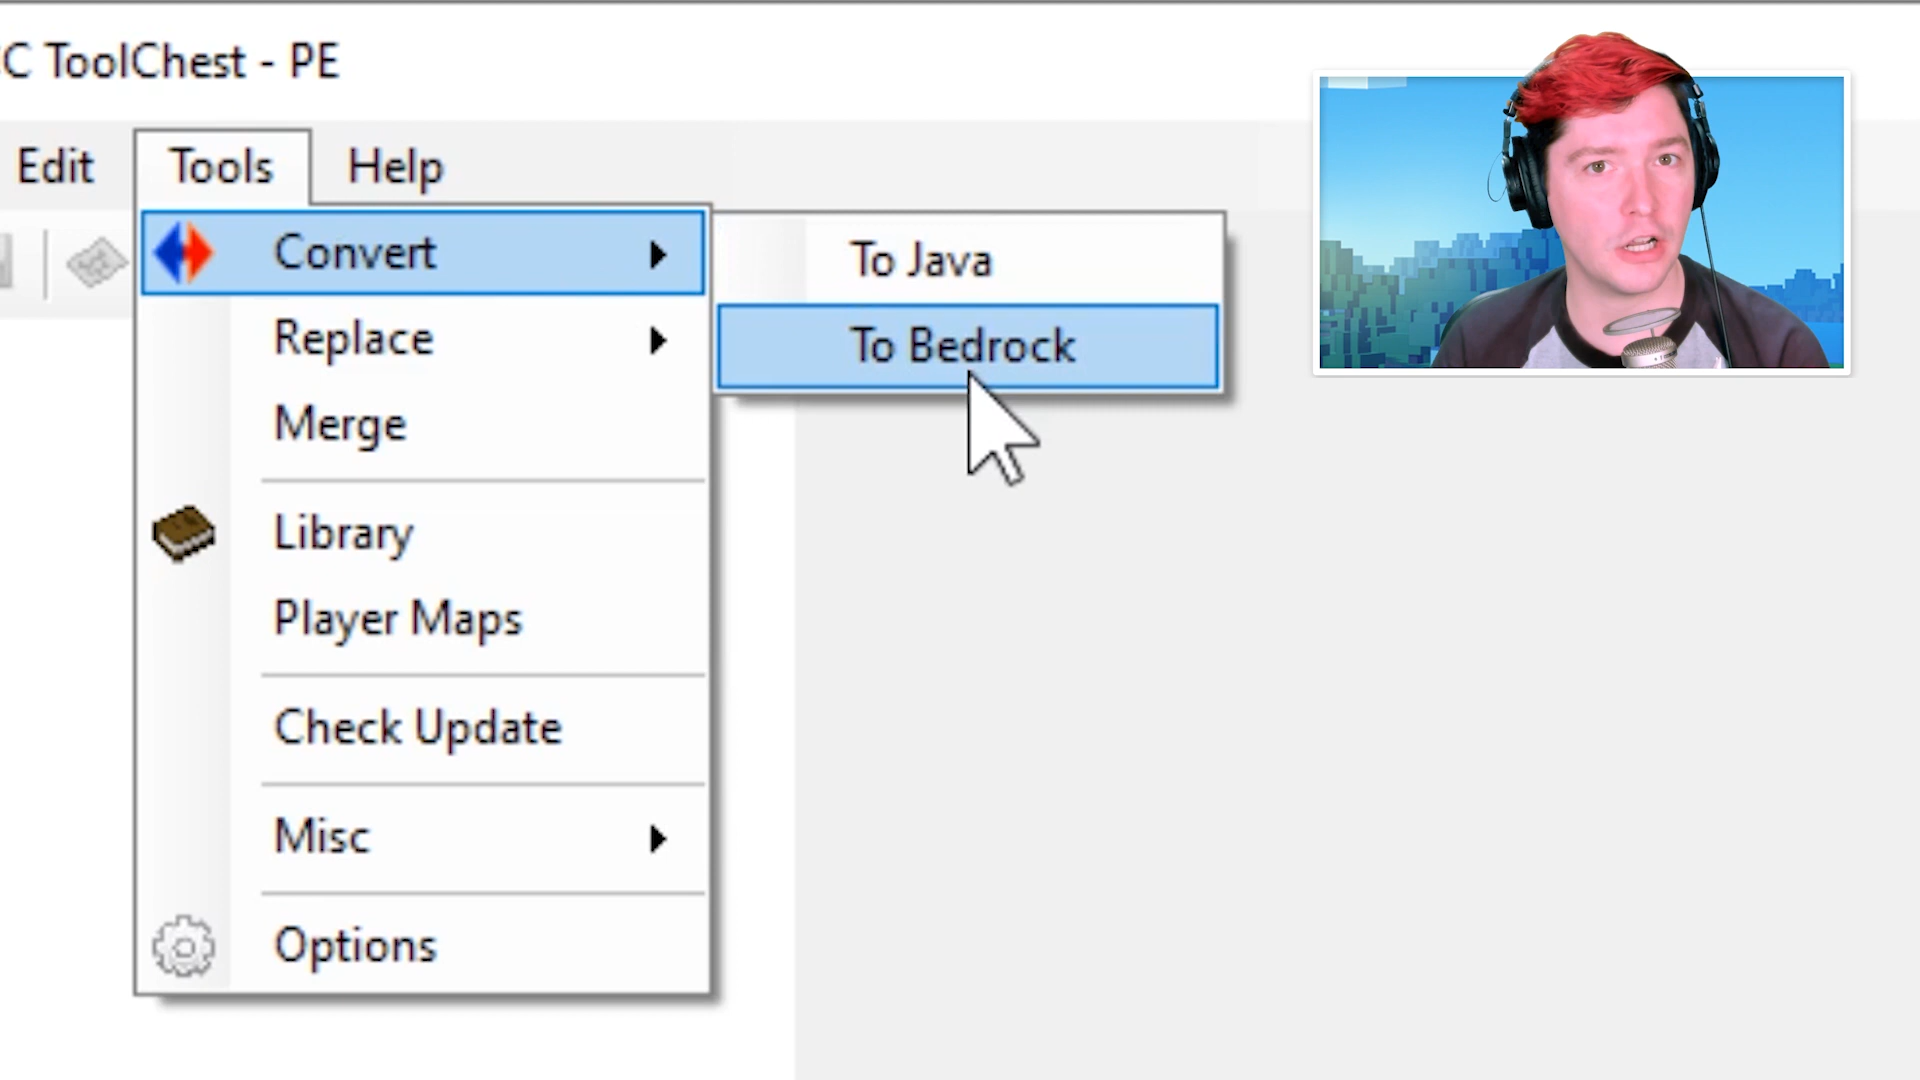 C ToolChest - PE
Edit Tools Help
Convert
To Java
To Bedrock
Replace
Merge
Library
Player Maps
Check Update
Misc
Options